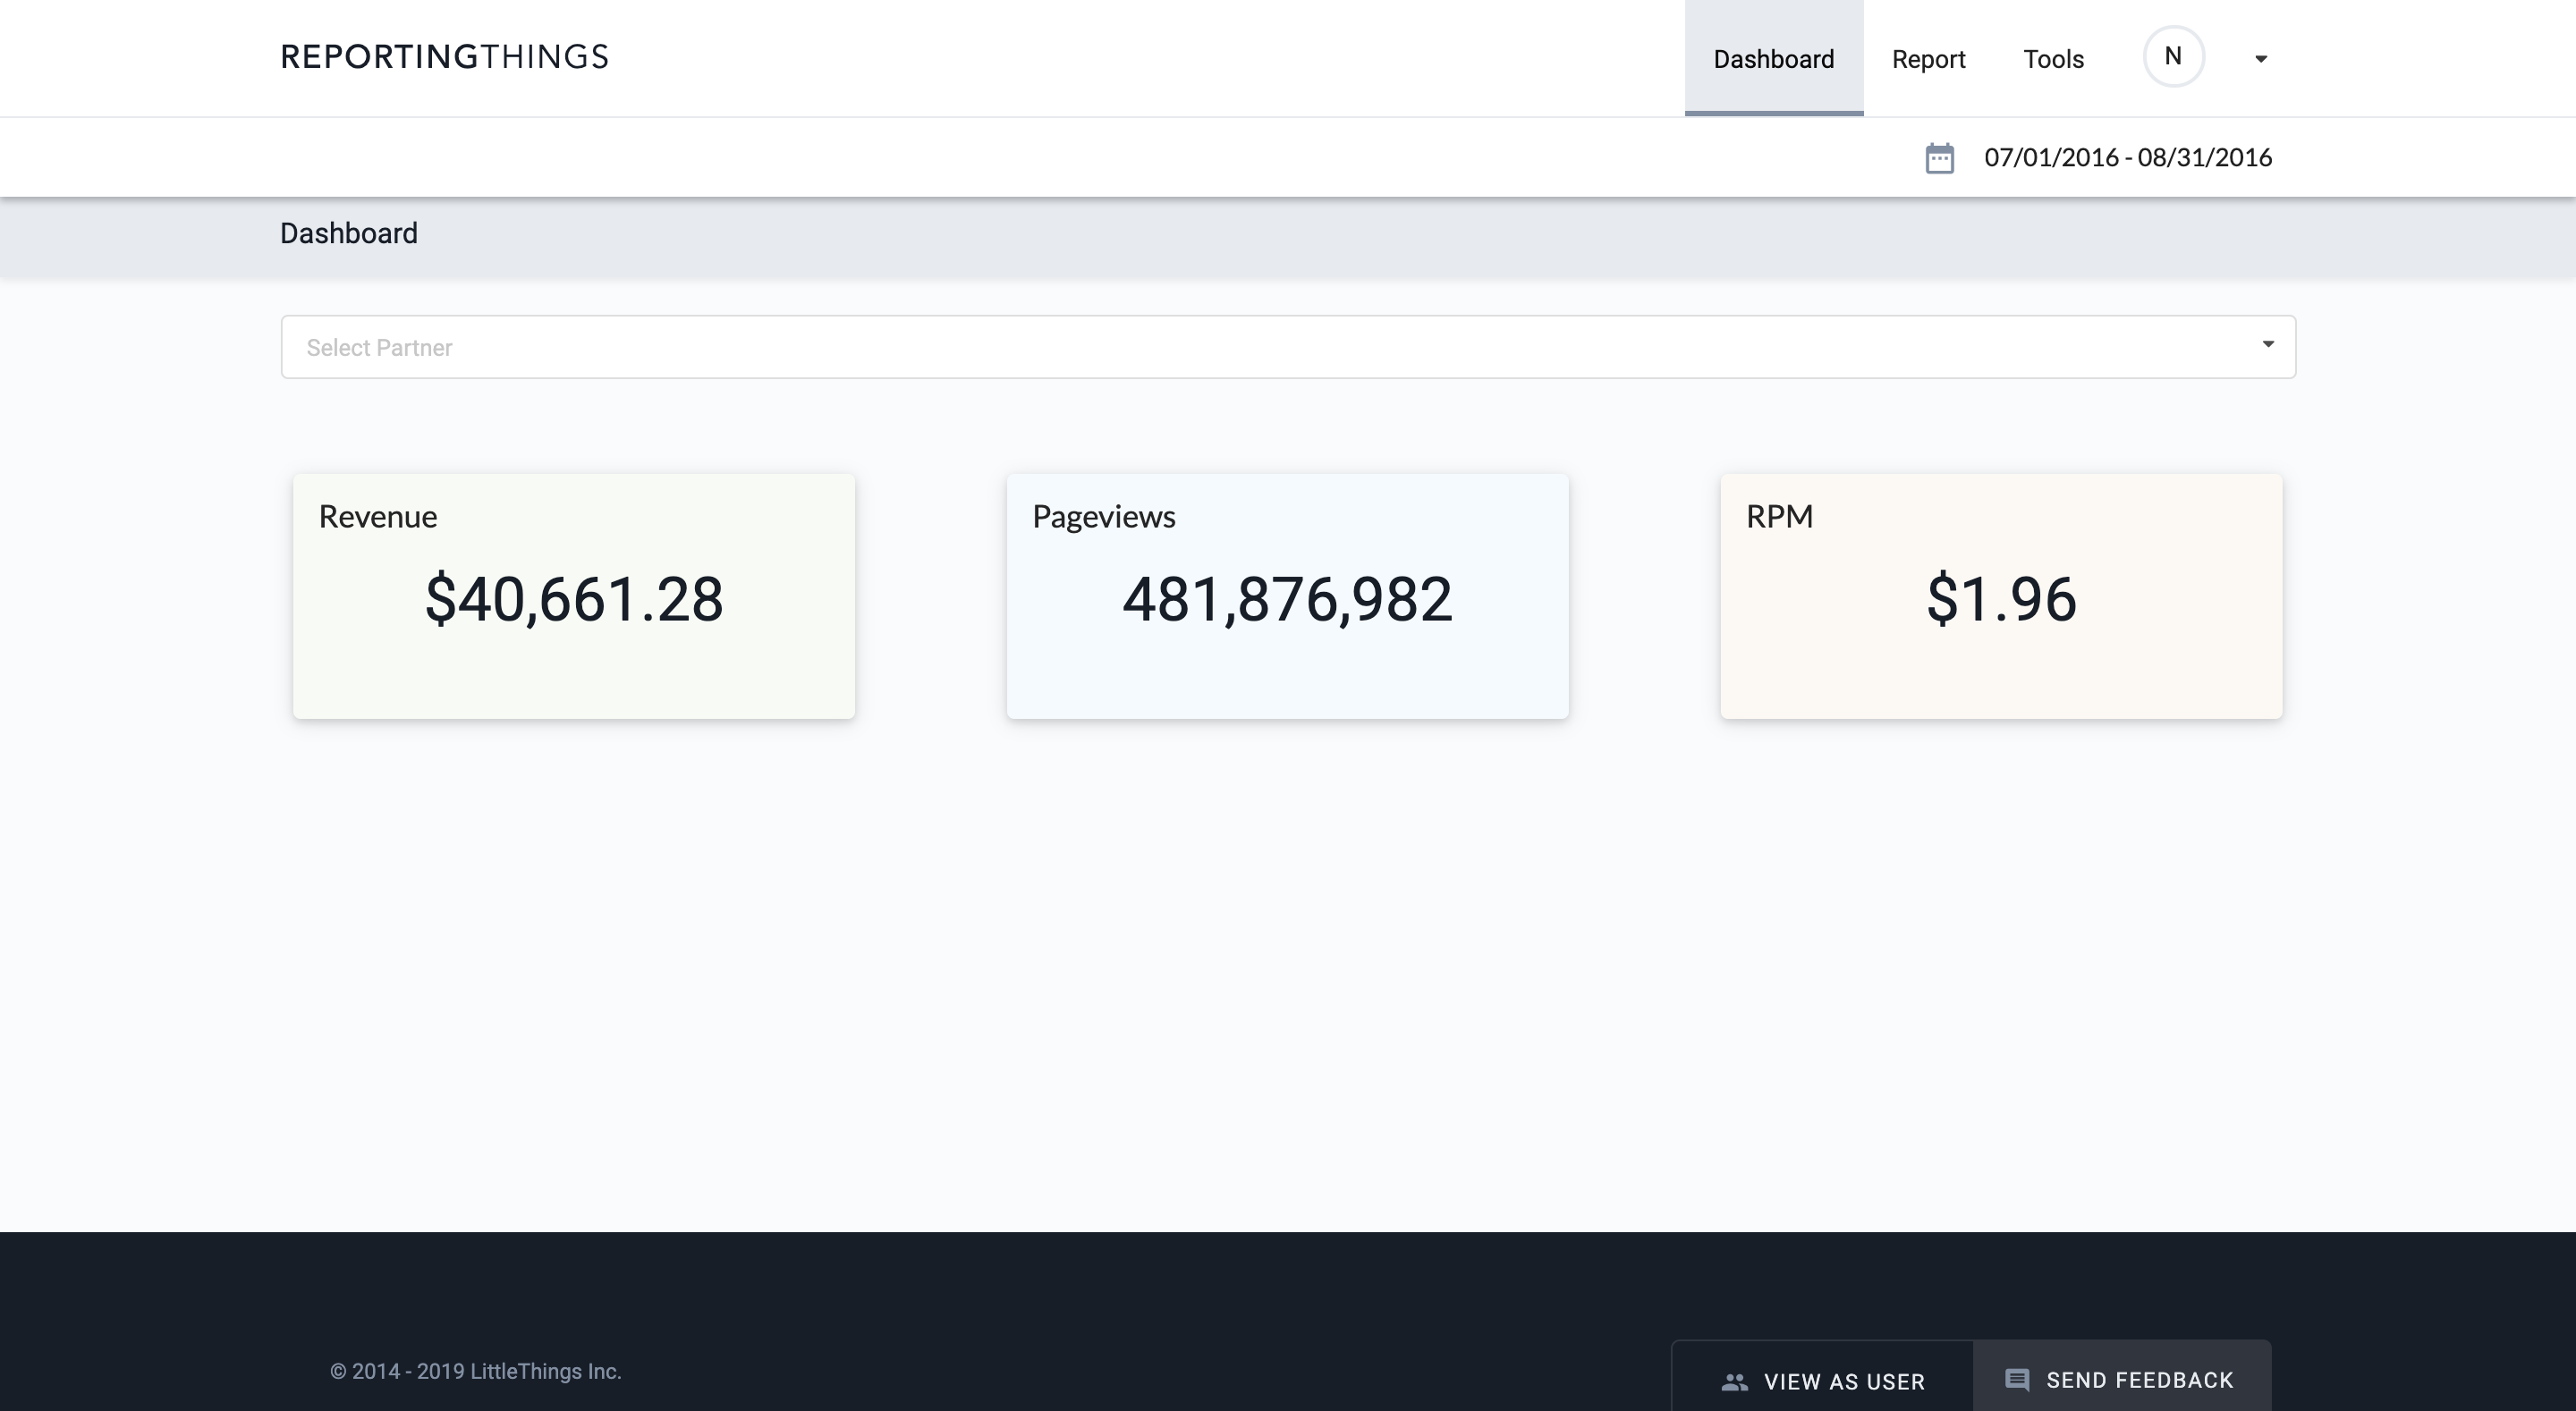 REPORTINGTHINGS
Dashboard
Report
Tools
N
07/01/2016 - 08/31/2016
Dashboard
Select Partner
Revenue
$40,661.28
Pageviews
481,876,982
RPM
$1.96
© 2014 - 2019 LittleThings Inc.
VIEW AS USER
SEND FEEDBACK